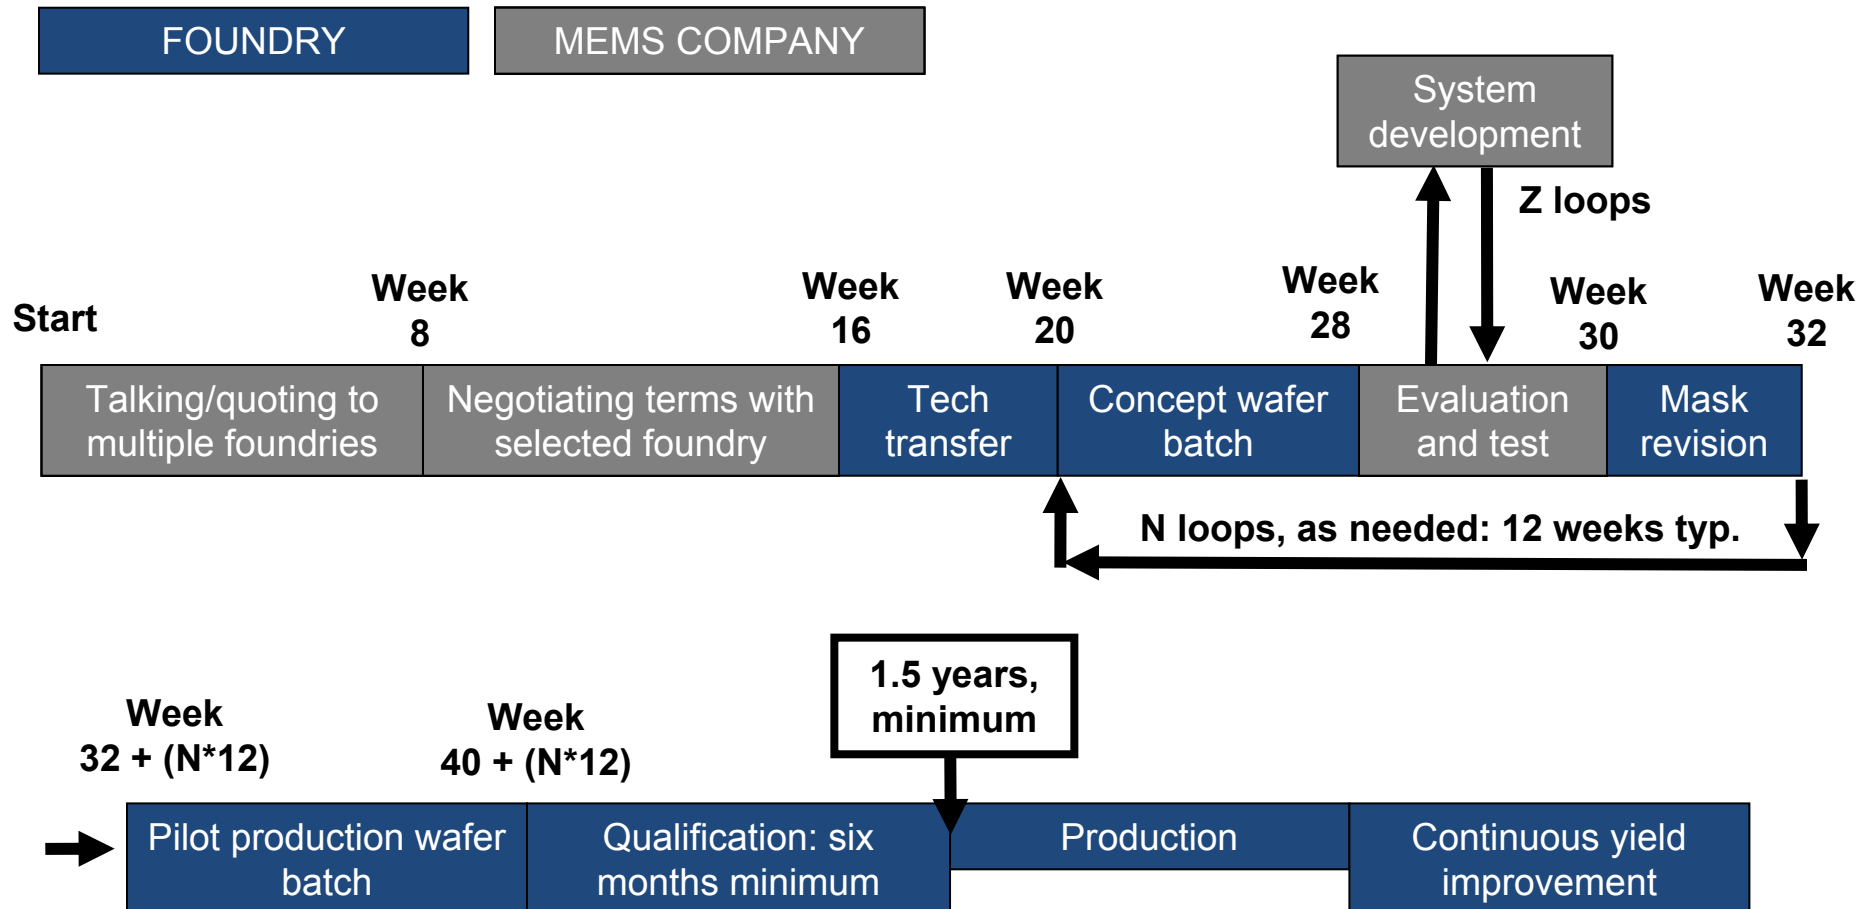 FOUNDRY
MEMS COMPANY
System
development
Z loops
Start
Week
8
Week
16
Week
20
Week
28
Week
30
Week
32
Talking/quoting to
multiple foundries
Negotiating terms with
selected foundry
Tech
transfer
Concept wafer
batch
Evaluation
and test
Mask
revision
N loops, as needed: 12 weeks typ.
1.5 years,
minimum
Week
32 + (N*12)
Week
40 + (N*12)
Pilot production wafer
batch
Qualification: six
months minimum
Production
Continuous yield
improvement